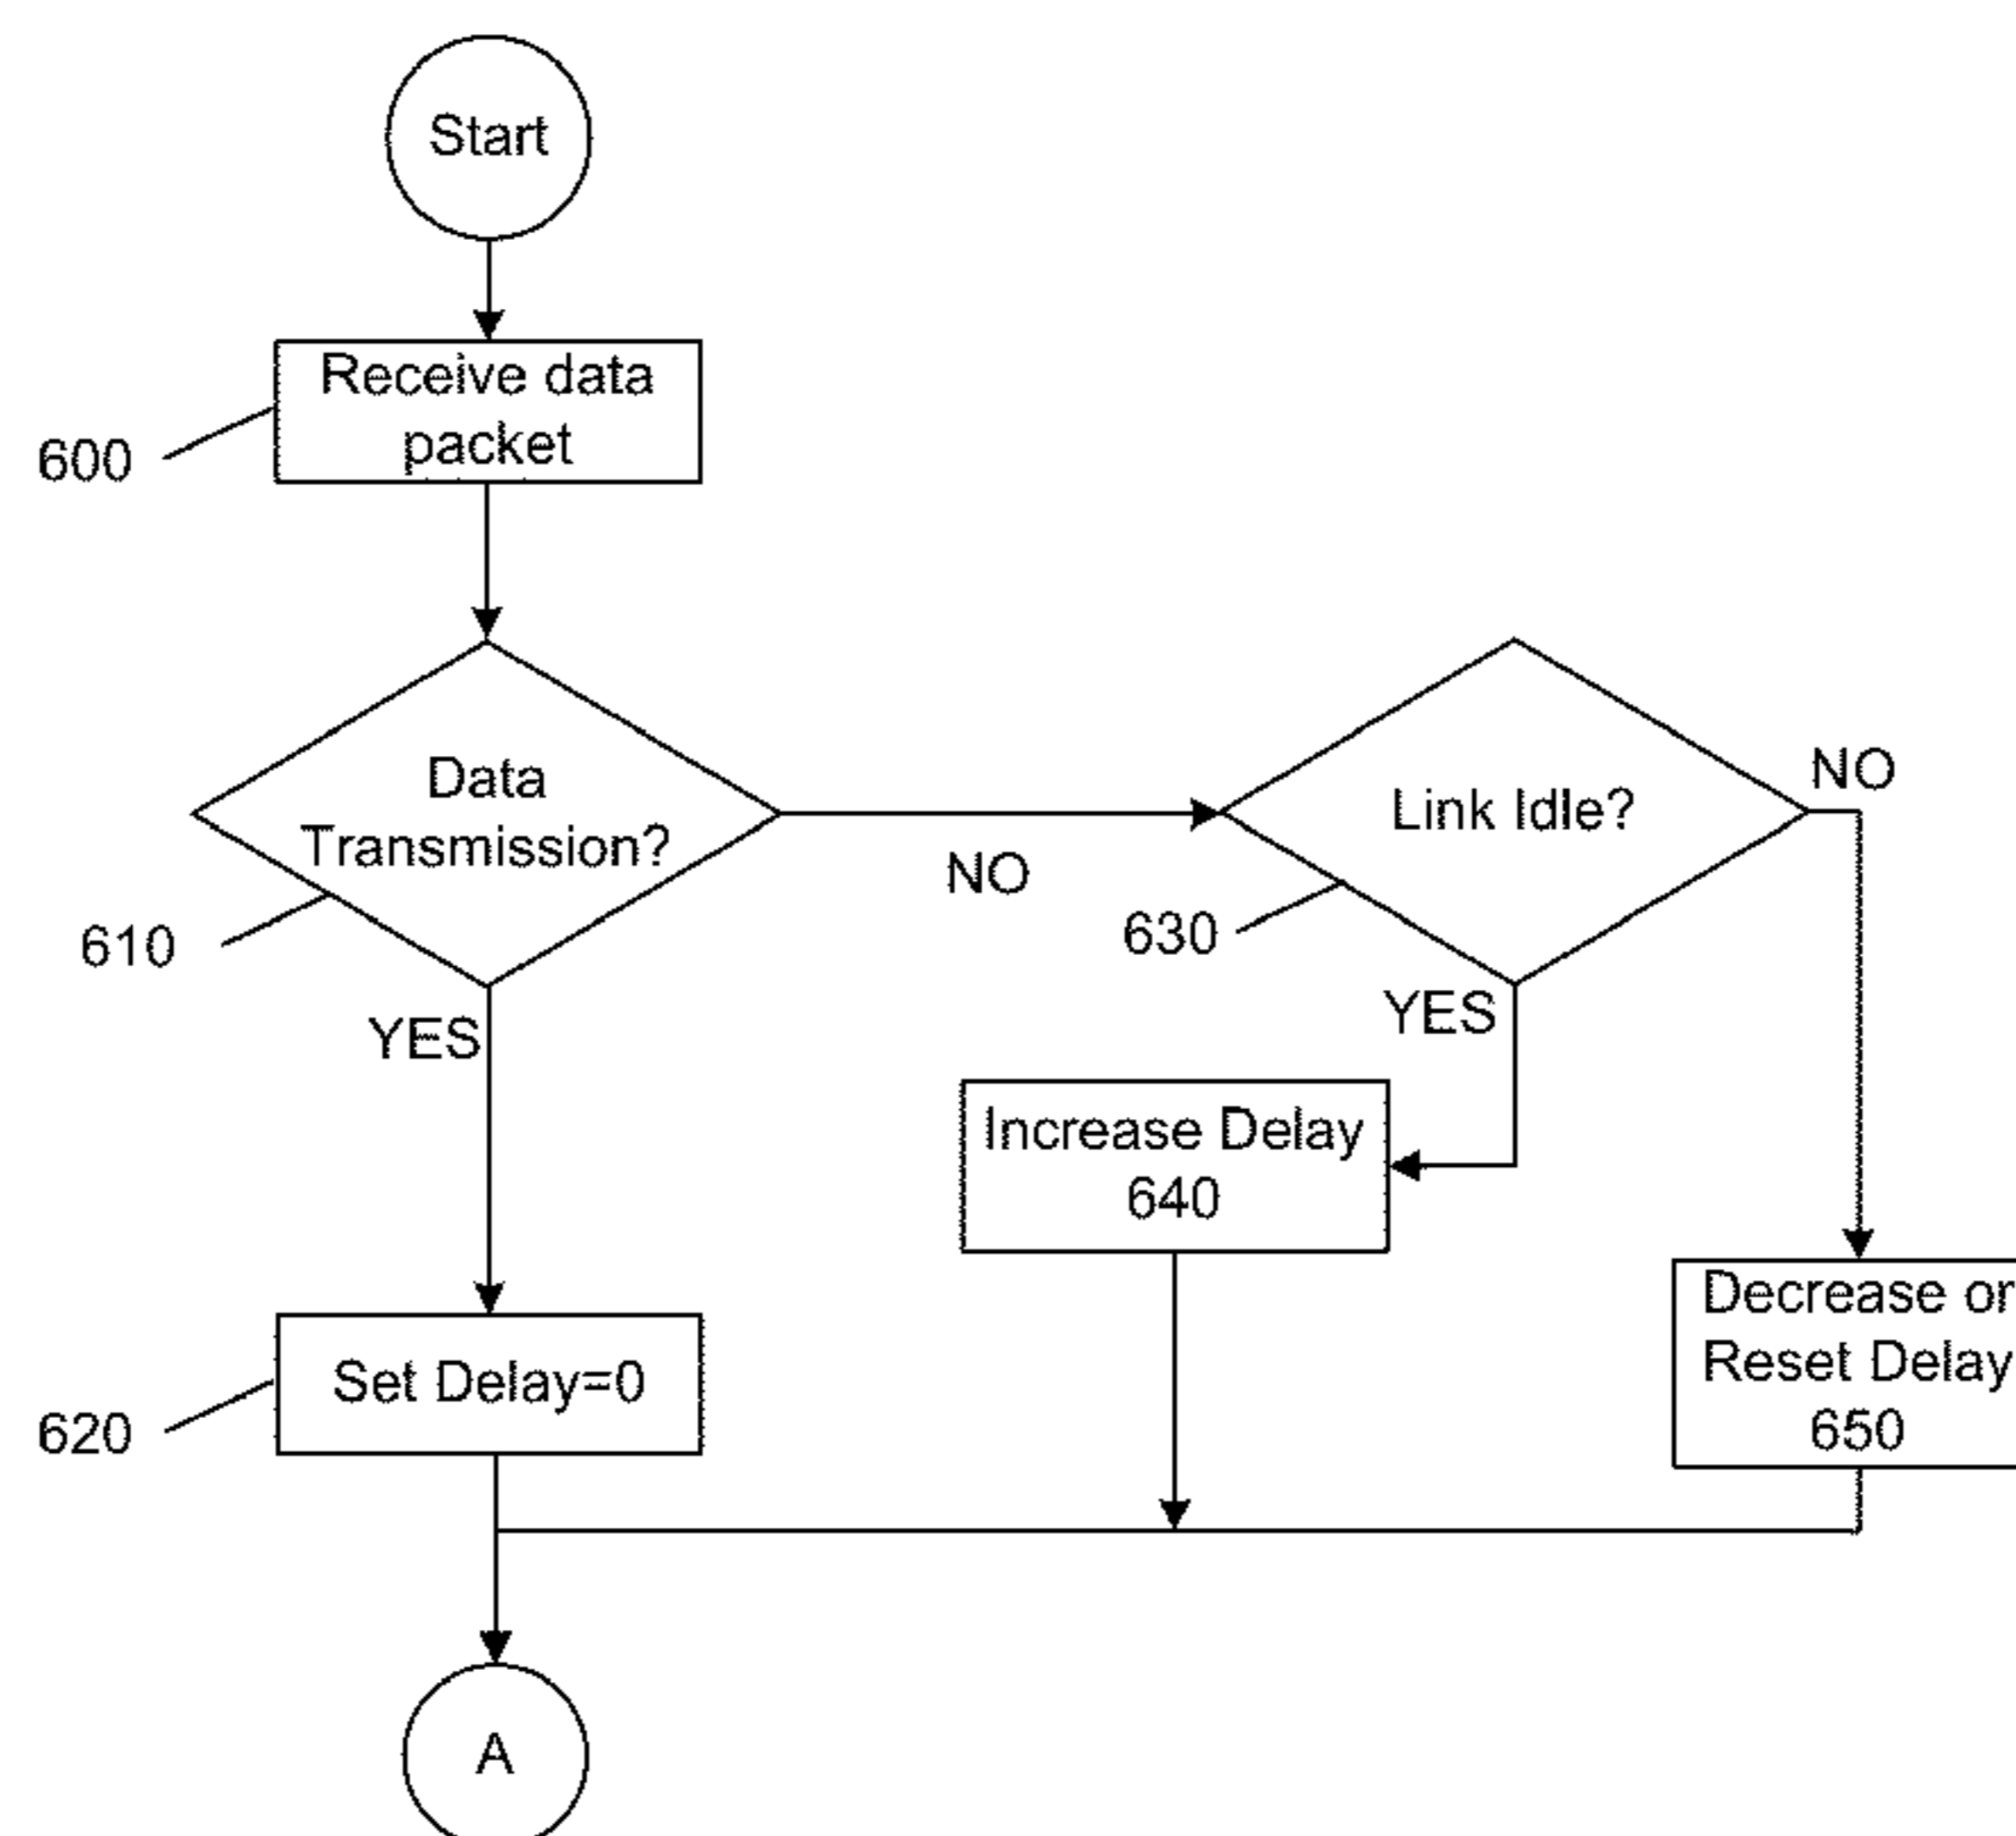 Start
Receive data
packet
600
Data
Transmission?
610
NO
Link Idle?
630
NO
YES
YES
Increase Delay
640
Decrease or
Reset Delay
650
Set Delay=0
620
A